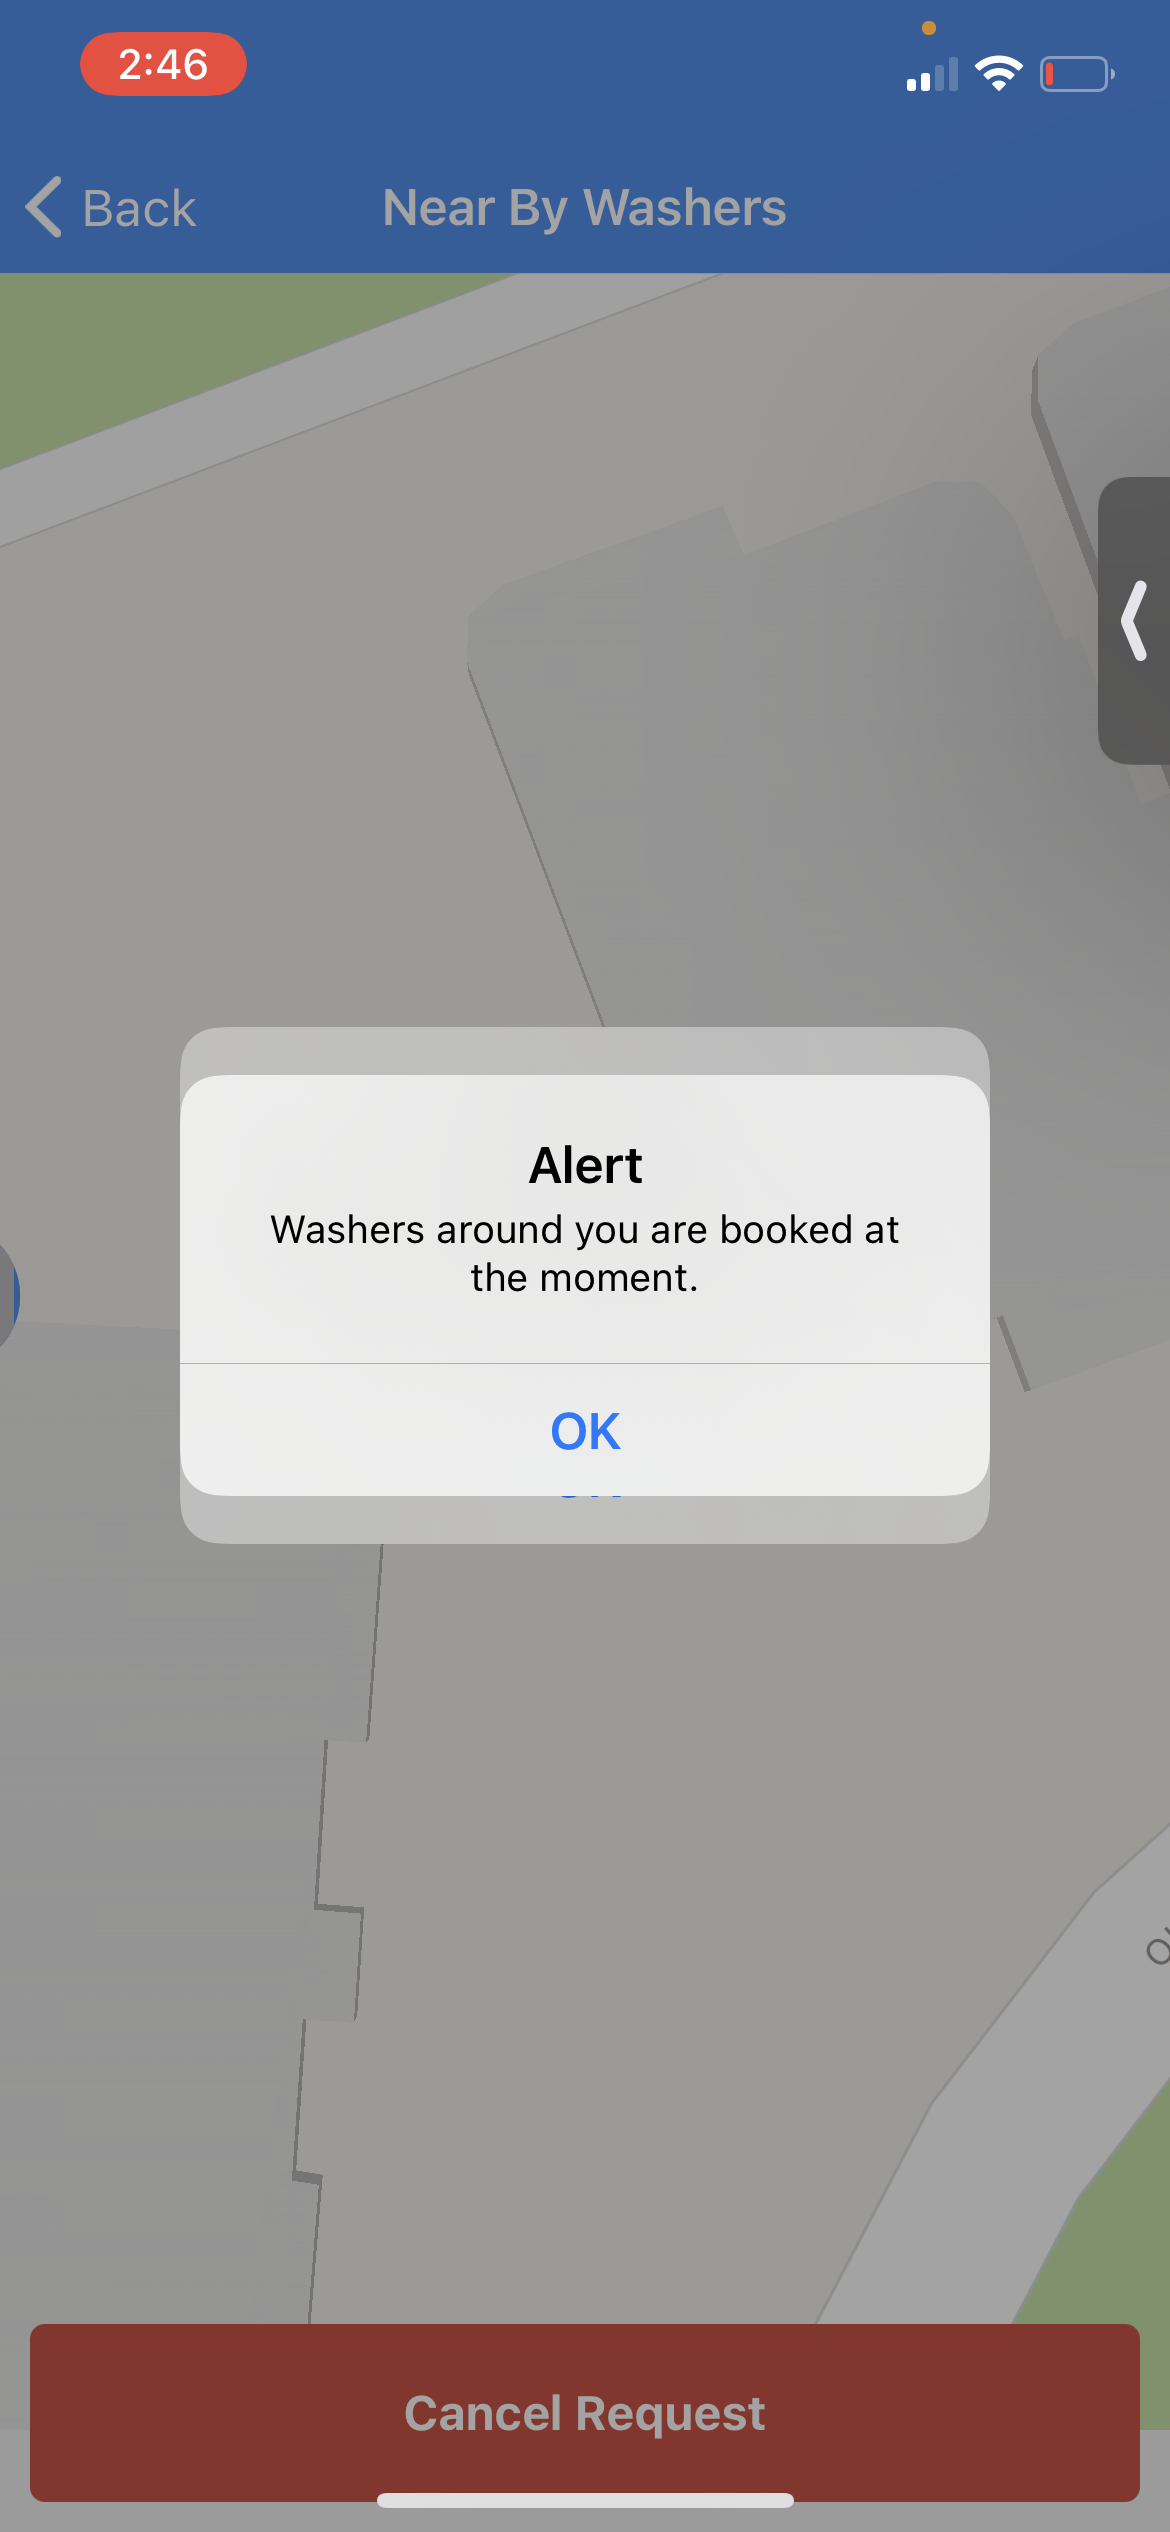 2:46
Back
Near By Washers
Alert
Washers around you are booked at
the moment.
OK
Cancel Request